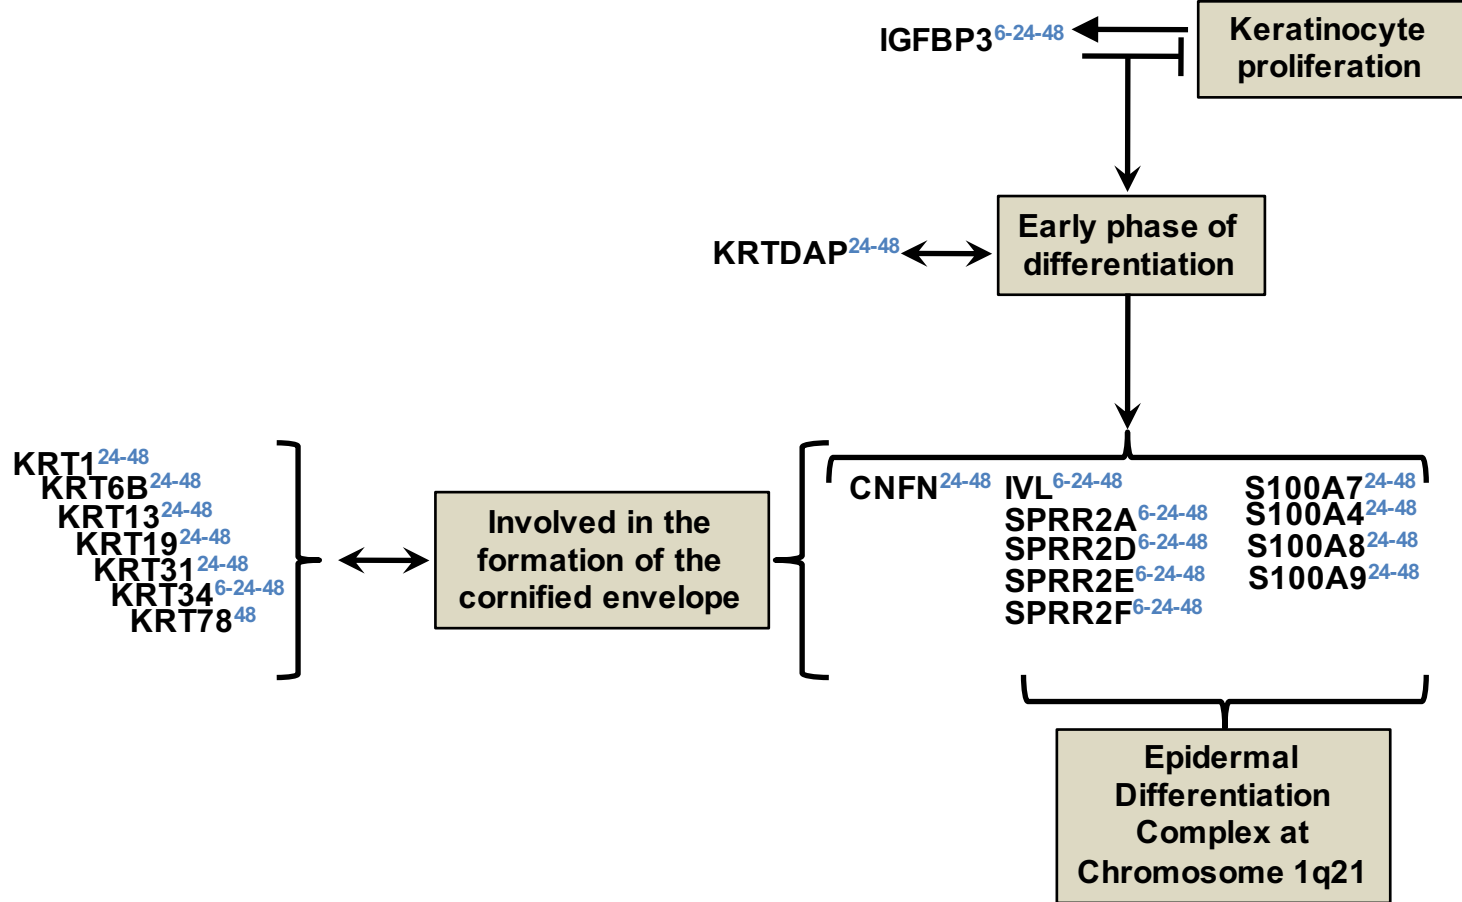 IGFBP3 6-24-48
Keratinocyte
proliferation
KRTDAP 24-48
Early phase of
differentiation
KRT1 24-48
KRT6B 24-48
KRT13 24-48
KRT19 24-48
KRT31 24-48
KRT34 6-24-48
KRT78 48
Involved in the
formation of the
cornified envelope
CNFN 24-48
IVL 6-24-48
SPRR2A 6-24-48
SPRR2D 6-24-48
SPRR2E 6-24-48
SPRR2F 6-24-48
S100A7 24-48
S100A4 24-48
S100A8 24-48
S100A9 24-48
Epidermal
Differentiation
Complex at
Chromosome 1q21